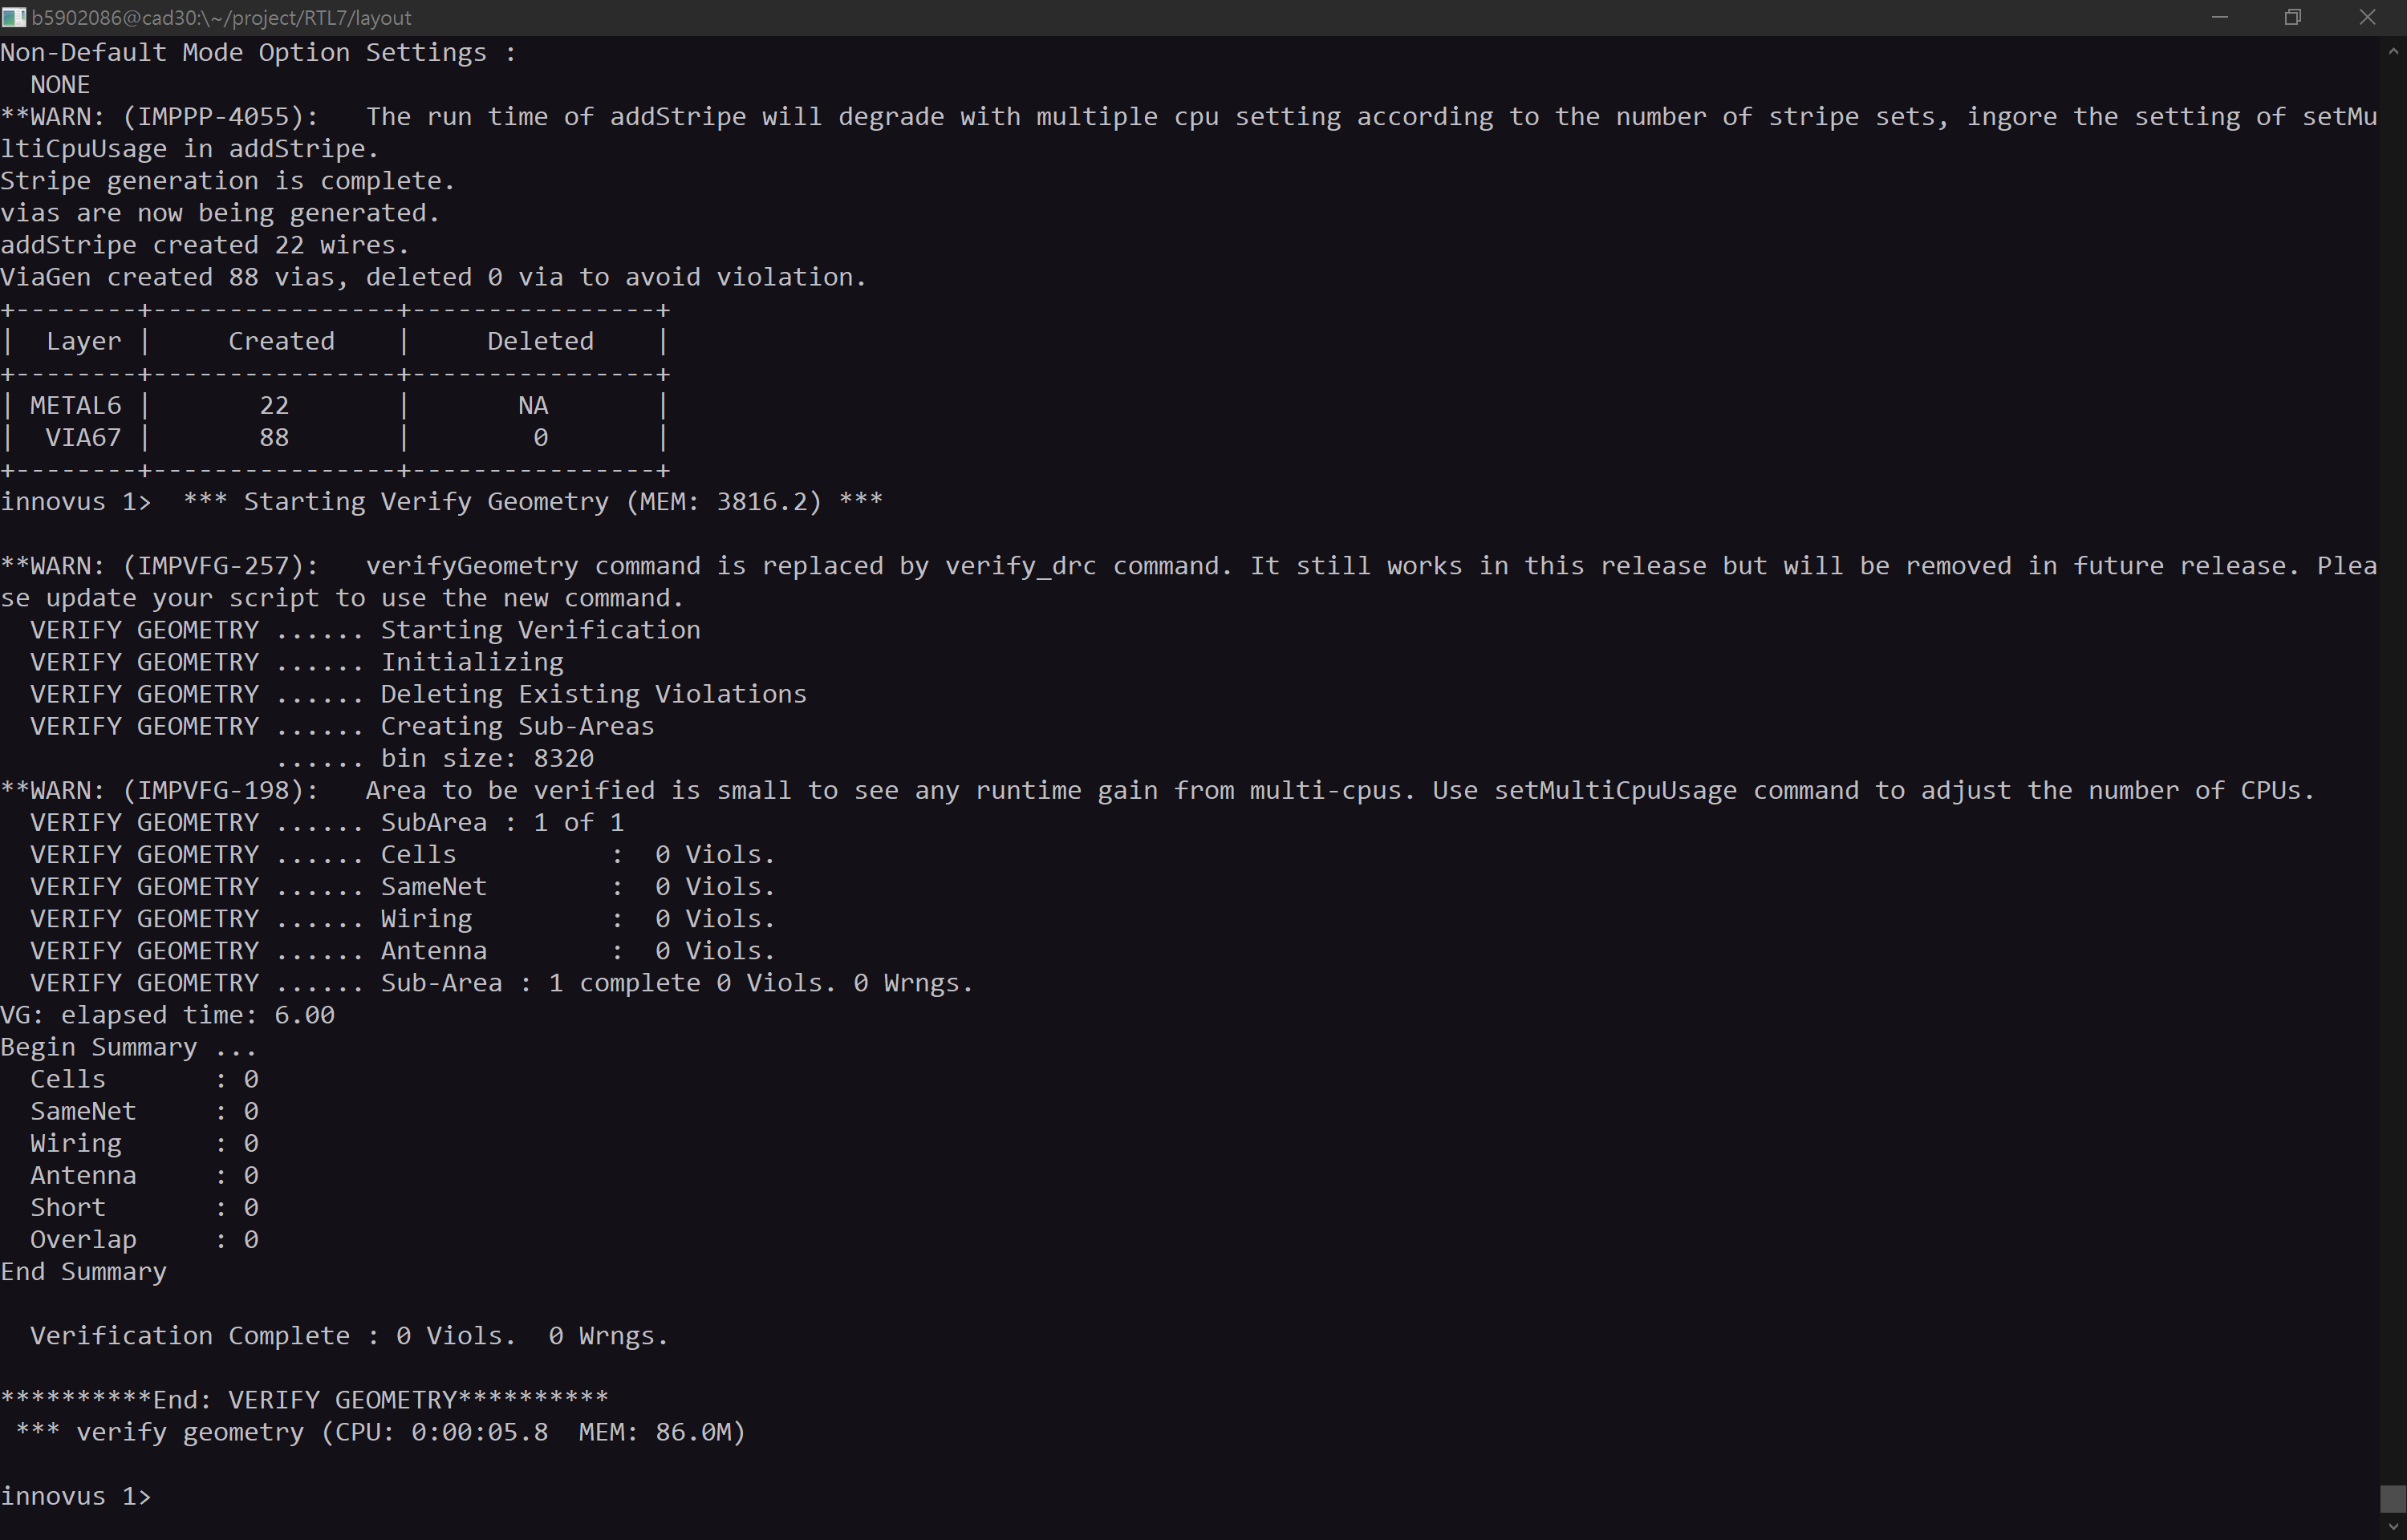 b5902086@cad30:\~/project/RTL7/layout
Non-Default Mode Option Settings :
  NONE
**WARN: (IMPPP-4055):   The run time of addStripe will degrade with multiple cpu setting according to the number of stripe sets, ingore the setting of setMu
ltiCpuUsage in addStripe.
Stripe generation is complete.
vias are now being generated.
addStripe created 22 wires.
ViaGen created 88 vias, deleted 0 via to avoid violation.
+--------+----------------+----------------+
|  Layer |     Created    |     Deleted    |
+--------+----------------+----------------+
| METAL6 |       22       |       NA       |
|  VIA67 |       88       |        0       |
+--------+----------------+----------------+
innovus 1>  *** Starting Verify Geometry (MEM: 3816.2) ***
**WARN: (IMPVFG-257):   verifyGeometry command is replaced by verify_drc command. It still works in this release but will be removed in future release. Plea
se update your script to use the new command.
  VERIFY GEOMETRY ...... Starting Verification
  VERIFY GEOMETRY ...... Initializing
  VERIFY GEOMETRY ...... Deleting Existing Violations
  VERIFY GEOMETRY ...... Creating Sub-Areas
                  ...... bin size: 8320
**WARN: (IMPVFG-198):   Area to be verified is small to see any runtime gain from multi-cpus. Use setMultiCpuUsage command to adjust the number of CPUs.
  VERIFY GEOMETRY ...... SubArea : 1 of 1
  VERIFY GEOMETRY ...... Cells          :  0 Viols.
  VERIFY GEOMETRY ...... SameNet        :  0 Viols.
  VERIFY GEOMETRY ...... Wiring         :  0 Viols.
  VERIFY GEOMETRY ...... Antenna        :  0 Viols.
  VERIFY GEOMETRY ...... Sub-Area : 1 complete 0 Viols. 0 Wrngs.
VG: elapsed time: 6.00
Begin Summary ...
  Cells       : 0
  SameNet     : 0
  Wiring      : 0
  Antenna     : 0
  Short       : 0
  Overlap     : 0
End Summary
  Verification Complete : 0 Viols.  0 Wrngs.
**********End: VERIFY GEOMETRY**********
 *** verify geometry (CPU: 0:00:05.8  MEM: 86.0M)
innovus 1>